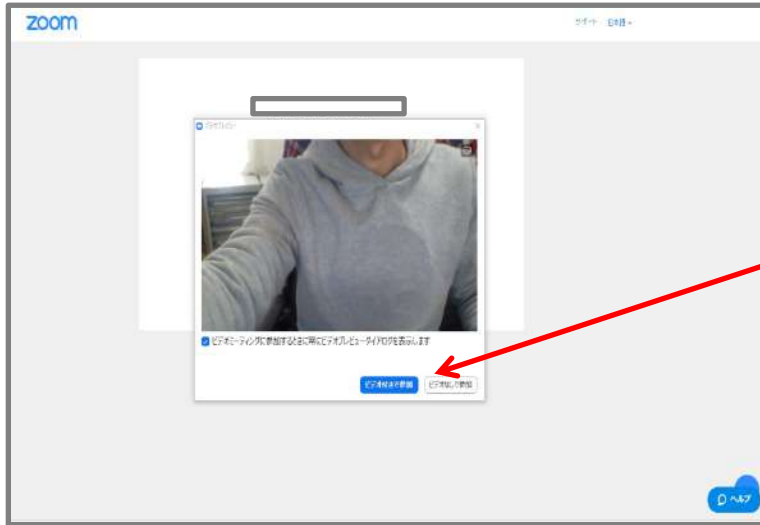 zoom
サポート 日本語
ビデオプレビュー
ビデオミーティングに参加するときに常にビデオプレビューダイアログを表示します
ビデオ付きで参加 ビデオなしで参加
ヘルプ